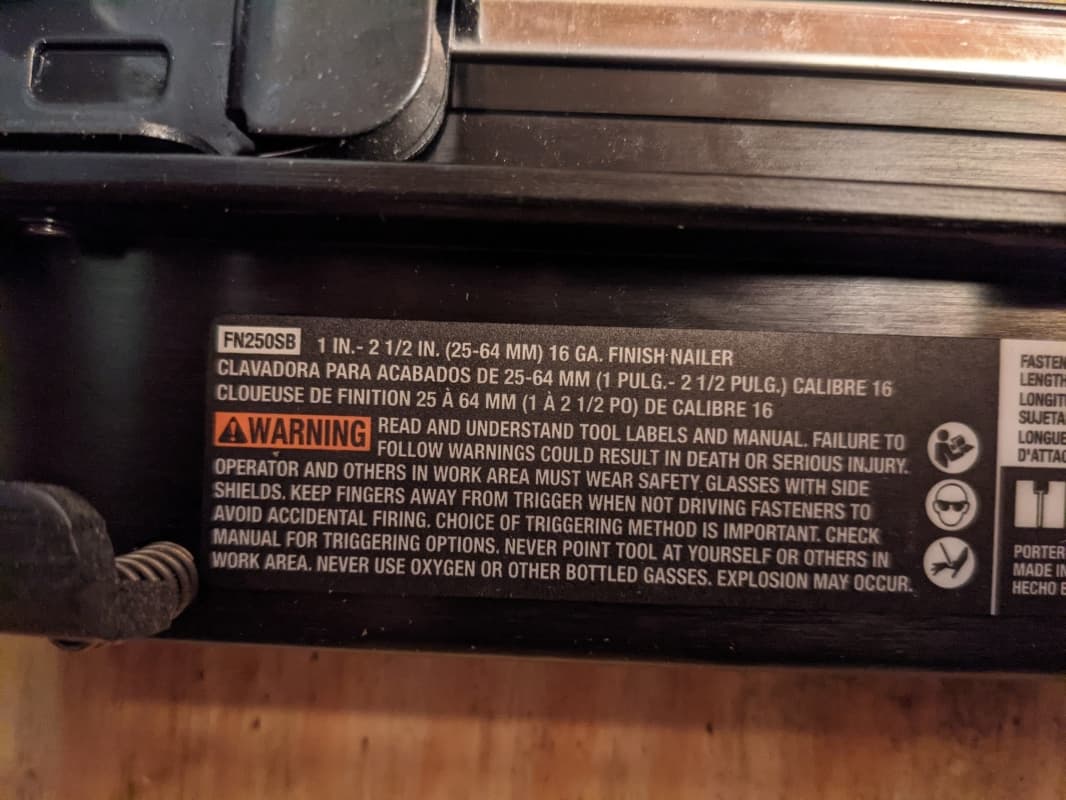 FN250SB 1 IN.- 2 1/2 IN. (25-64 MM) 16 GA. FINISH NAILER
CLAVADORA PARA ACABADOS DE 25-64 MM (1 PULG.- 2 1/2 PULG.) CALIBRE 16
CLOUEUSE DE FINITION 25 À 64 MM (1 À 2 1/2 PO) DE CALIBRE 16
WARNING READ AND UNDERSTAND TOOL LABELS AND MANUAL. FAILURE TO
FOLLOW WARNINGS COULD RESULT IN DEATH OR SERIOUS INJURY.
OPERATOR AND OTHERS IN WORK AREA MUST WEAR SAFETY GLASSES WITH SIDE
SHIELDS. KEEP FINGERS AWAY FROM TRIGGER WHEN NOT DRIVING FASTENERS TO
AVOID ACCIDENTAL FIRING. CHOICE OF TRIGGERING METHOD IS IMPORTANT. CHECK
MANUAL FOR TRIGGERING OPTIONS. NEVER POINT TOOL AT YOURSELF OR OTHERS IN
WORK AREA. NEVER USE OXYGEN OR OTHER BOTTLED GASSES. EXPLOSION MAY OCCUR.
FASTEN
LENGTH
LONGIT
SUJETA
LONGUE
D'ATTAC
PORTER
MADE IN
HECHO E